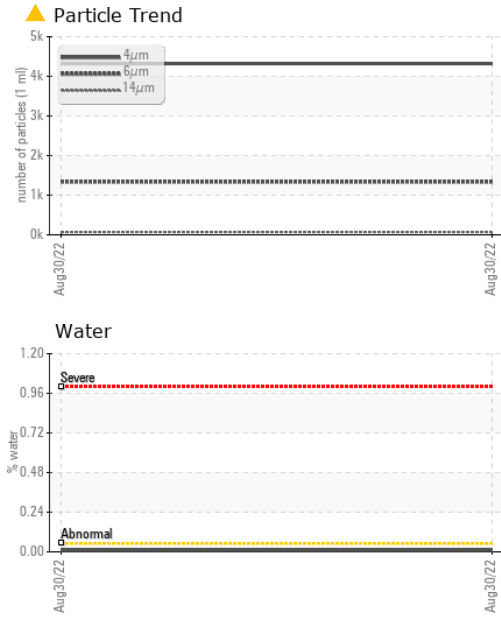 Particle Trend
number of particles (1 ml)
5k
4k
3k
2k
1k
0k
4µm
6µm
14µm
Aug30/22
Aug30/22
Water
% water
1.20
0.96
0.72
0.48
0.24
0.00
Severe
Abnormal
Aug30/22
Aug30/22